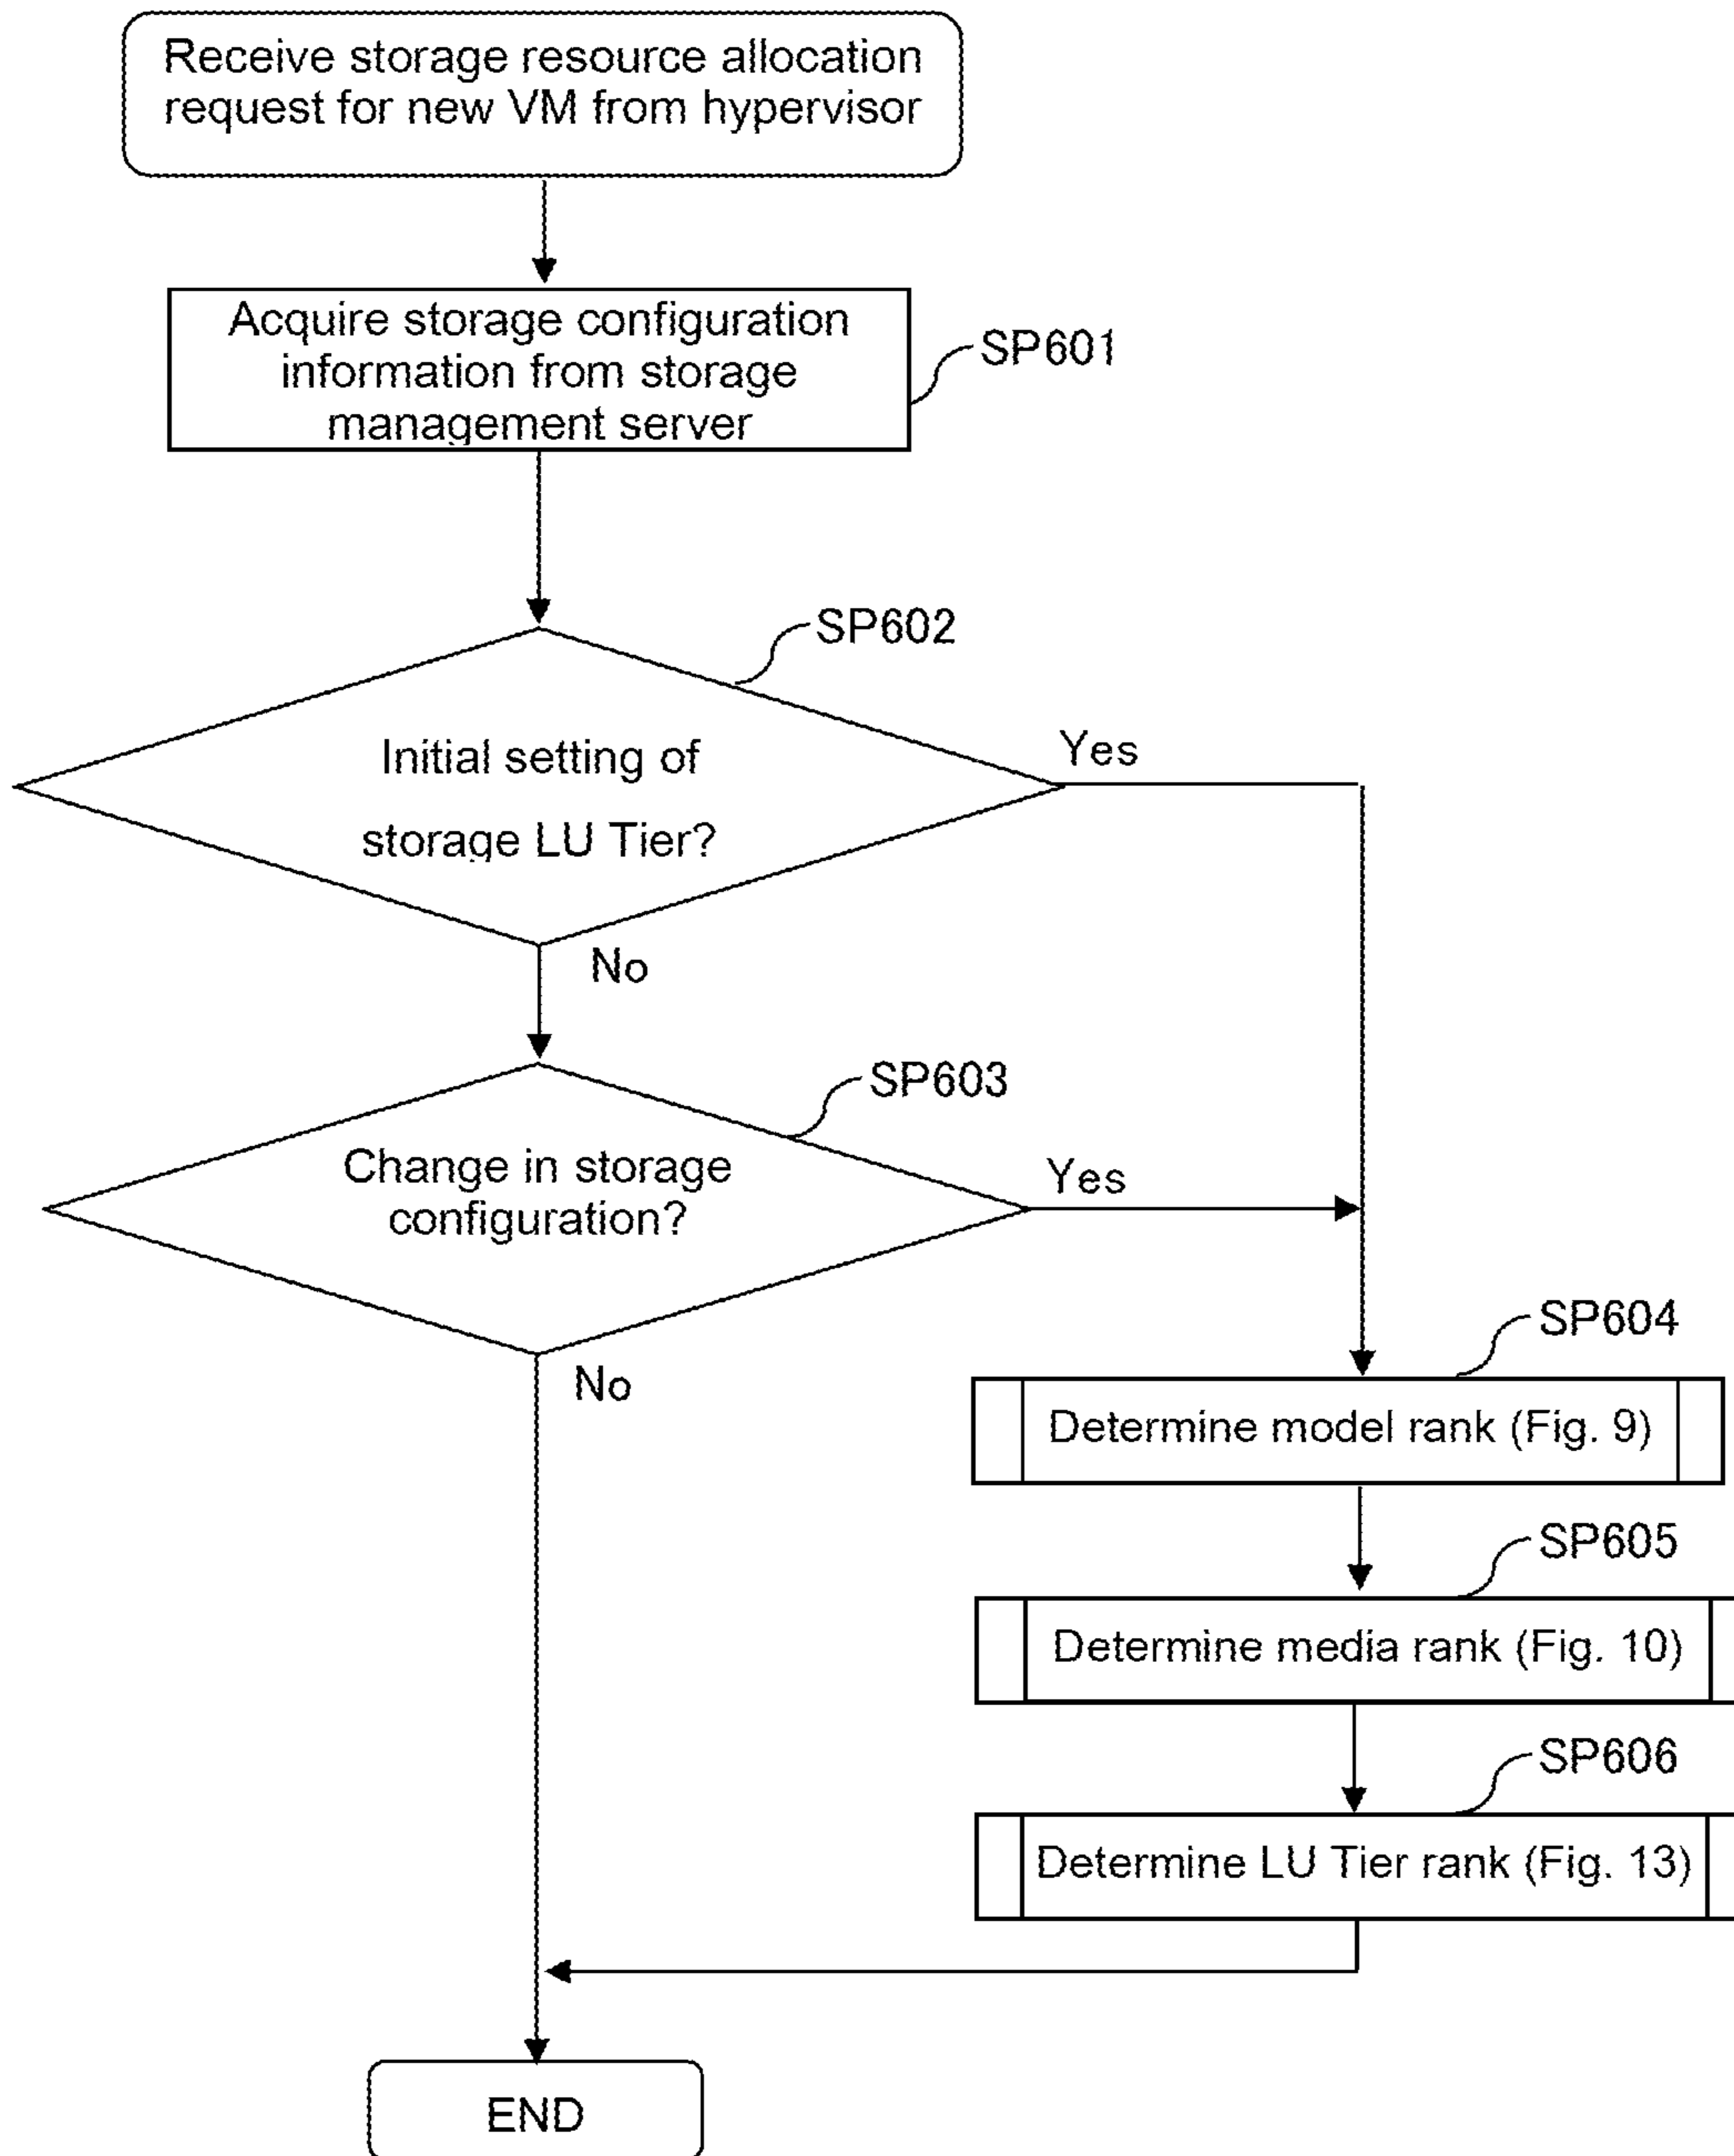 Receive storage resource allocation
request for new VM from hypervisor
Acquire storage configuration
information from storage
management server
SP601
SP602
Initial setting of
storage LU Tier?
Yes
No
SP603
Change in storage
configuration?
Yes
No
SP604
Determine model rank (Fig. 9)
SP605
Determine media rank (Fig. 10)
SP606
Determine LU Tier rank (Fig. 13)
END